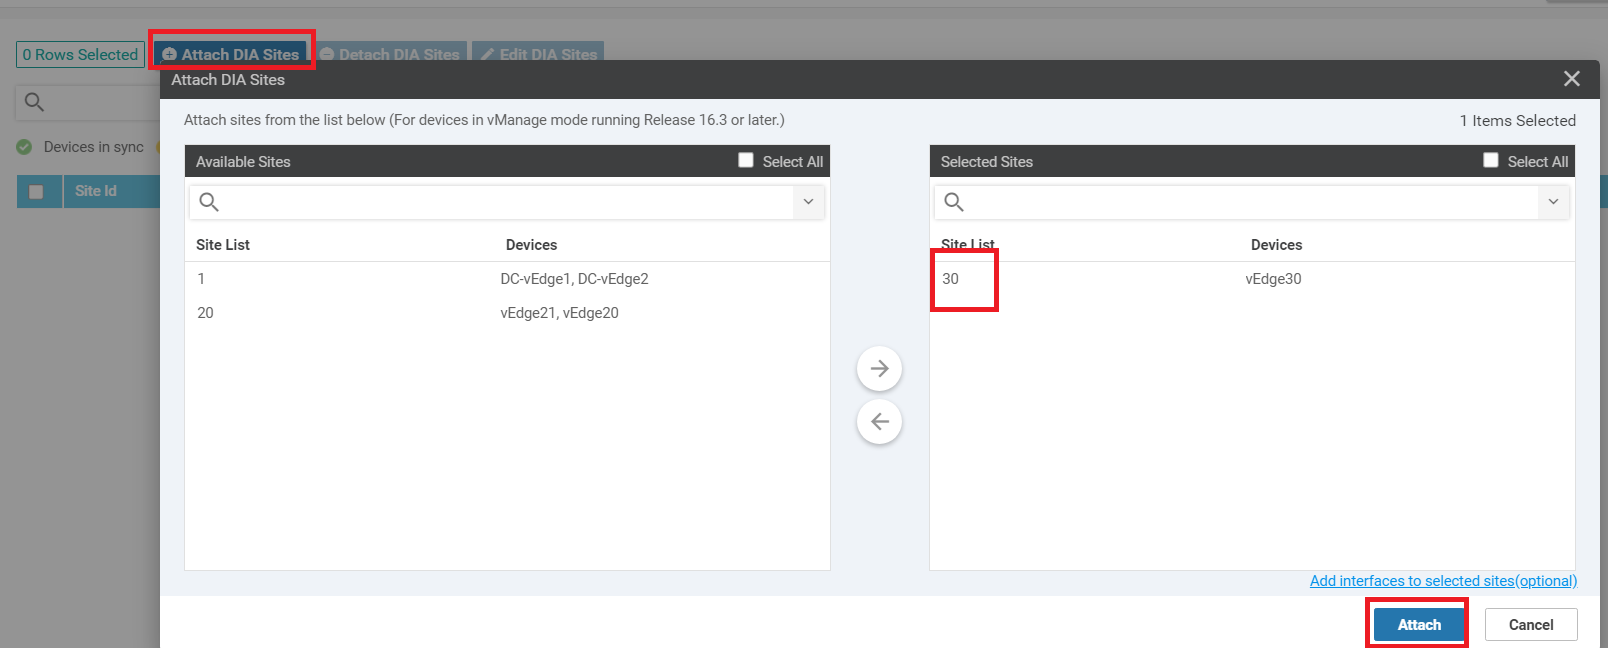 0 Rows Selected Attach DIA Sites Detach DIA Sites Edit DIA Sites
Attach DIA Sites
Attach sites from the list below (For devices in vManage mode running Release 16.3 or later.) 1 Items Selected
Devices in sync
Available Sites Select All Selected Sites Select All
Site Id
Site List Devices Site List Devices
1 DC-vEdge1, DC-vEdge2 30 vEdge30
20 vEdge21, vEdge20
Add interfaces to selected sites(optional)
Attach Cancel